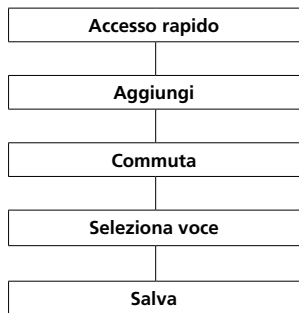 Accesso rapido
Aggiungi
Commuta
Seleziona voce
Salva